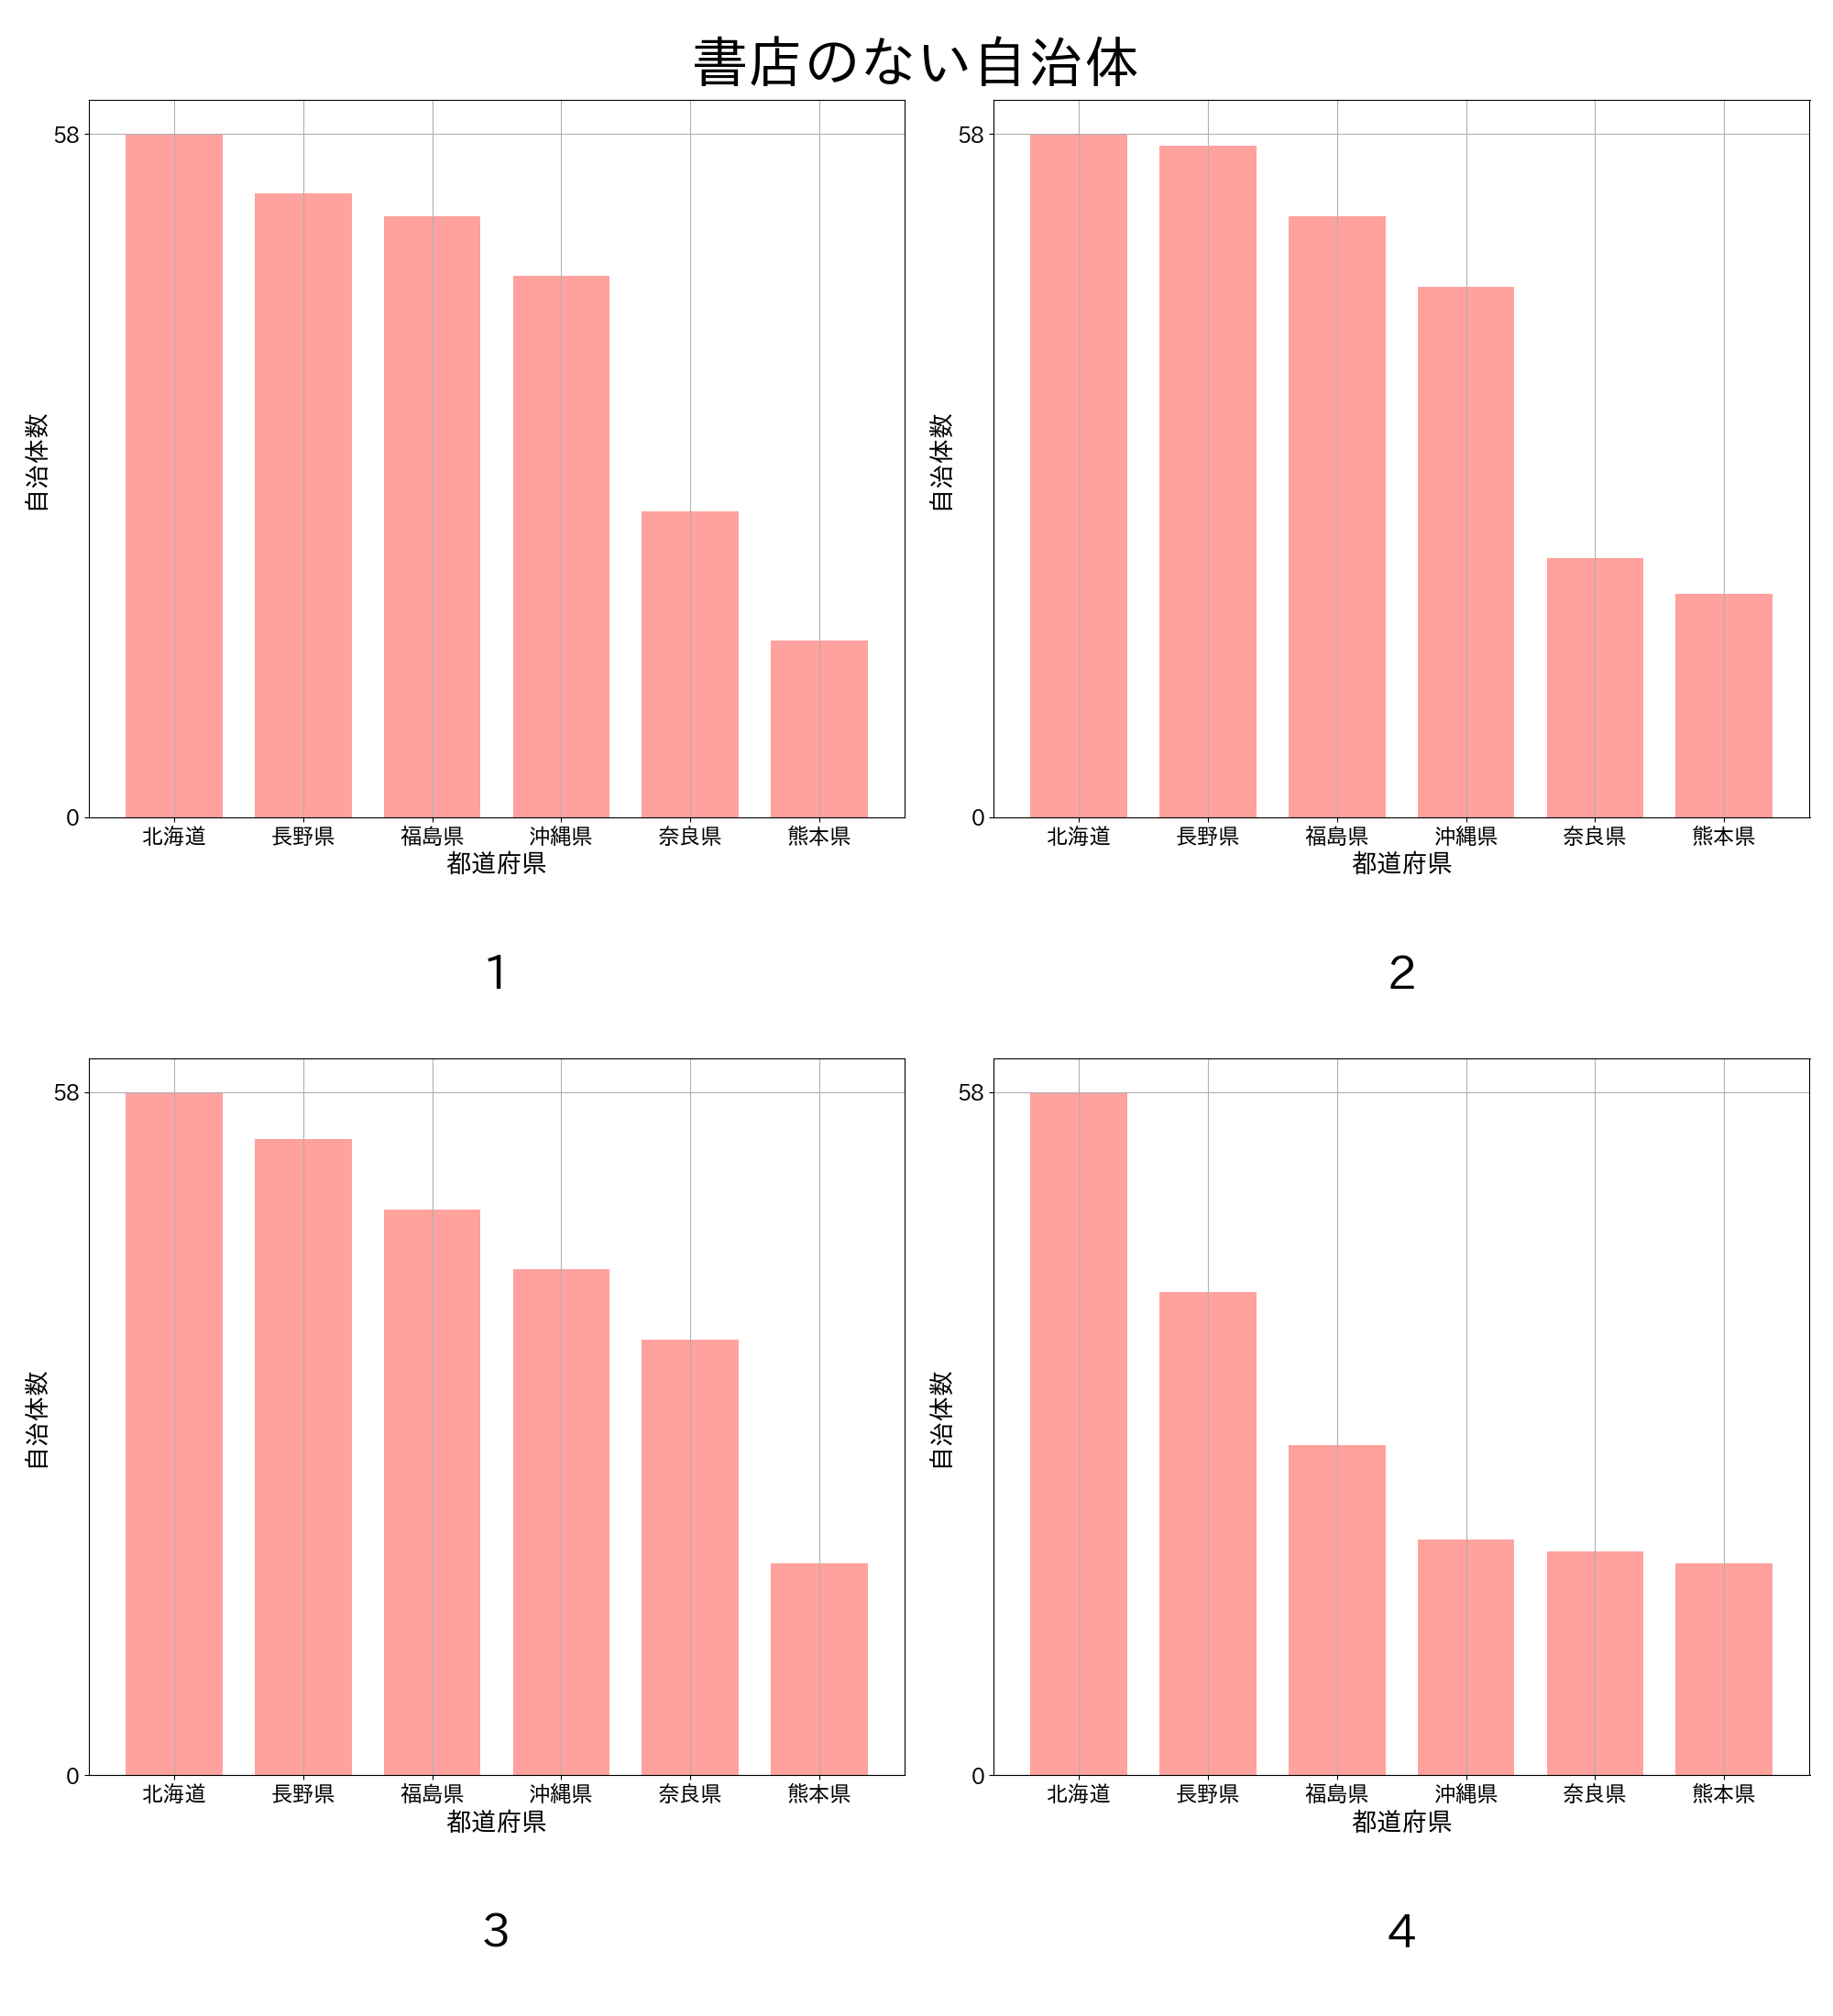 書店のない自治体
58
0
自治体数
北海道 長野県 福島県 沖縄県 奈良県 熊本県
都道府県
1
58
0
自治体数
北海道 長野県 福島県 沖縄県 奈良県 熊本県
都道府県
2
58
0
自治体数
北海道 長野県 福島県 沖縄県 奈良県 熊本県
都道府県
3
58
0
自治体数
北海道 長野県 福島県 沖縄県 奈良県 熊本県
都道府県
4